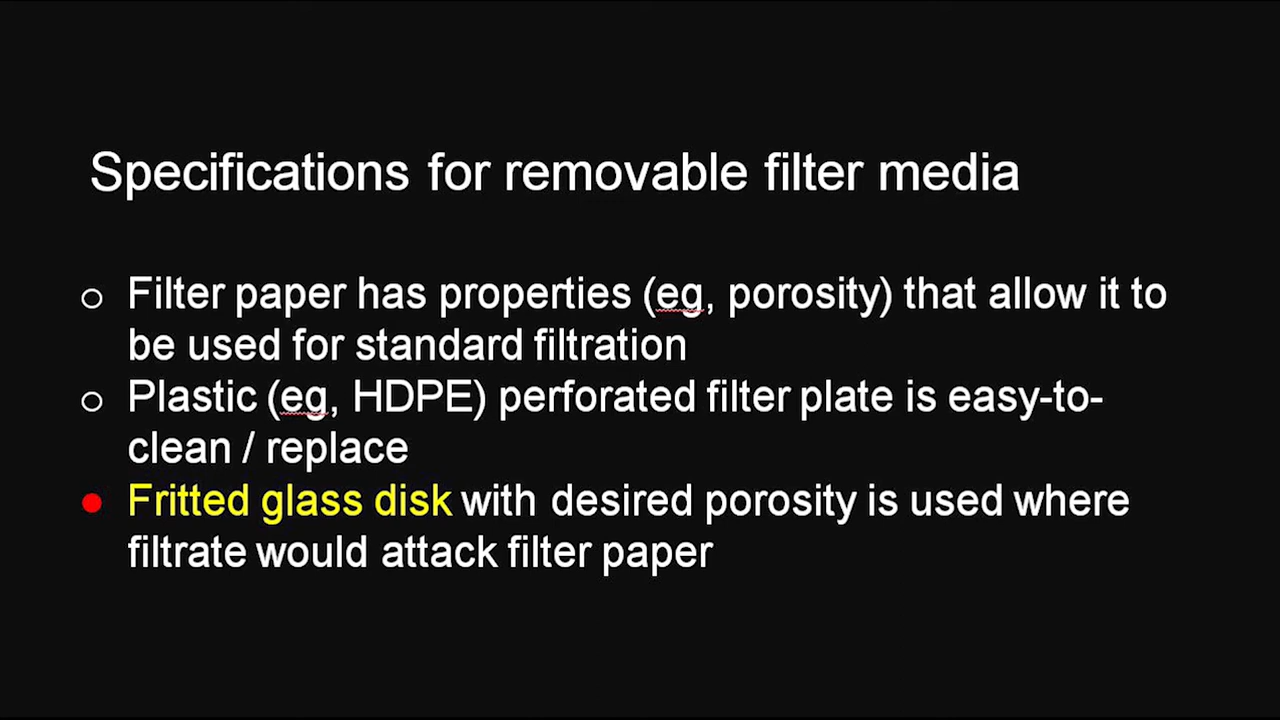 Specifications for removable filter media
Filter paper has properties (eg, porosity) that allow it to
be used for standard filtration
Plastic (eg, HDPE) perforated filter plate is easy-to-
clean / replace
Fritted glass disk with desired porosity is used where
filtrate would attack filter paper